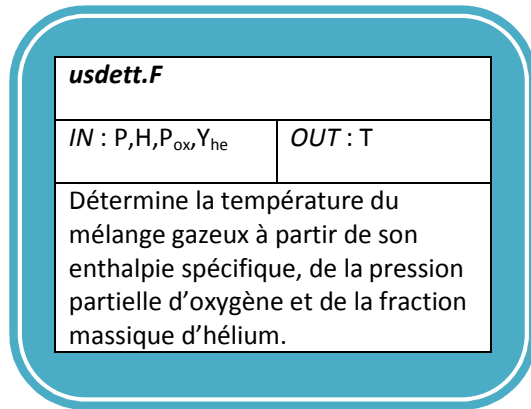 usdett.F
IN : P,H,Pox,Yhe
OUT : T
Détermine la température du
mélange gazeux à partir de son
enthalpie spécifique, de la pression
partielle d’oxygène et de la fraction
massique d’hélium.